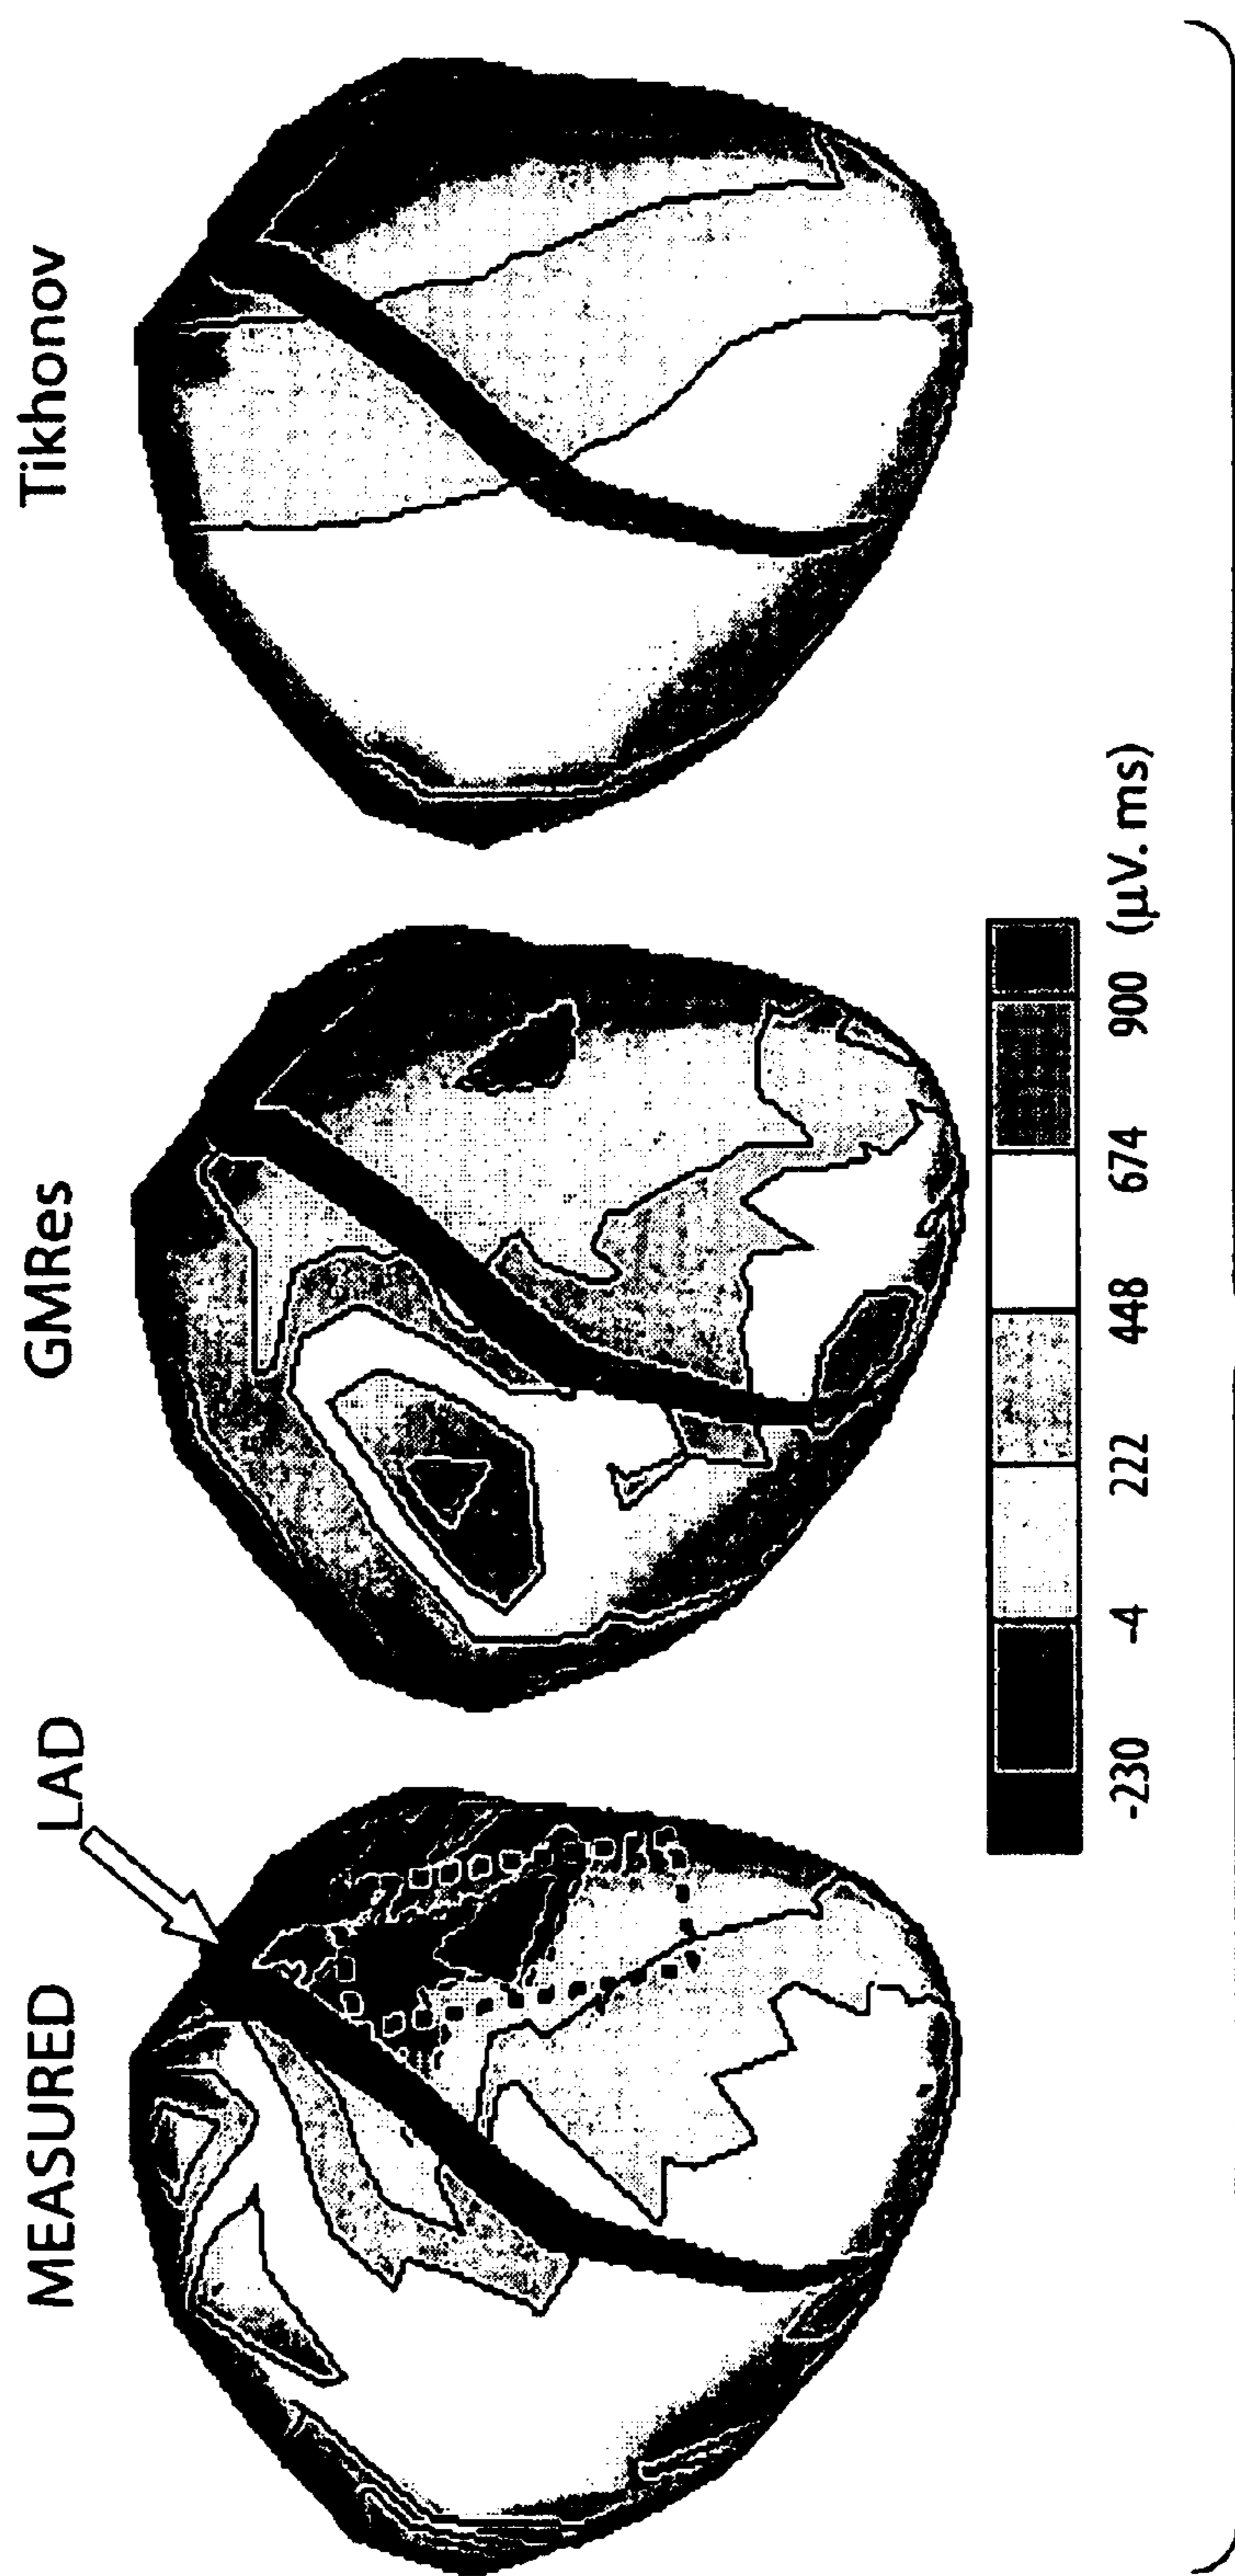 MEASURED
LAD
GMRes
Tikhonov
-230 -4 222 448 674 900 (µV. ms)